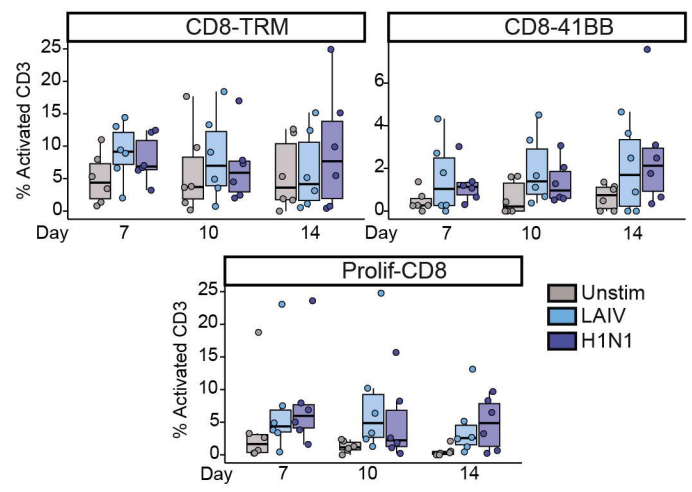 CD8-TRM
CD8-41BB
% Activated CD3
25
20
15
10
5
0
Day 7 10 14
6
4
2
0
7 10 14
Prolif-CD8
% Activated CD3
25
20
15
10
5
0
Day 7 10 14
Unstim
LAIV
H1N1